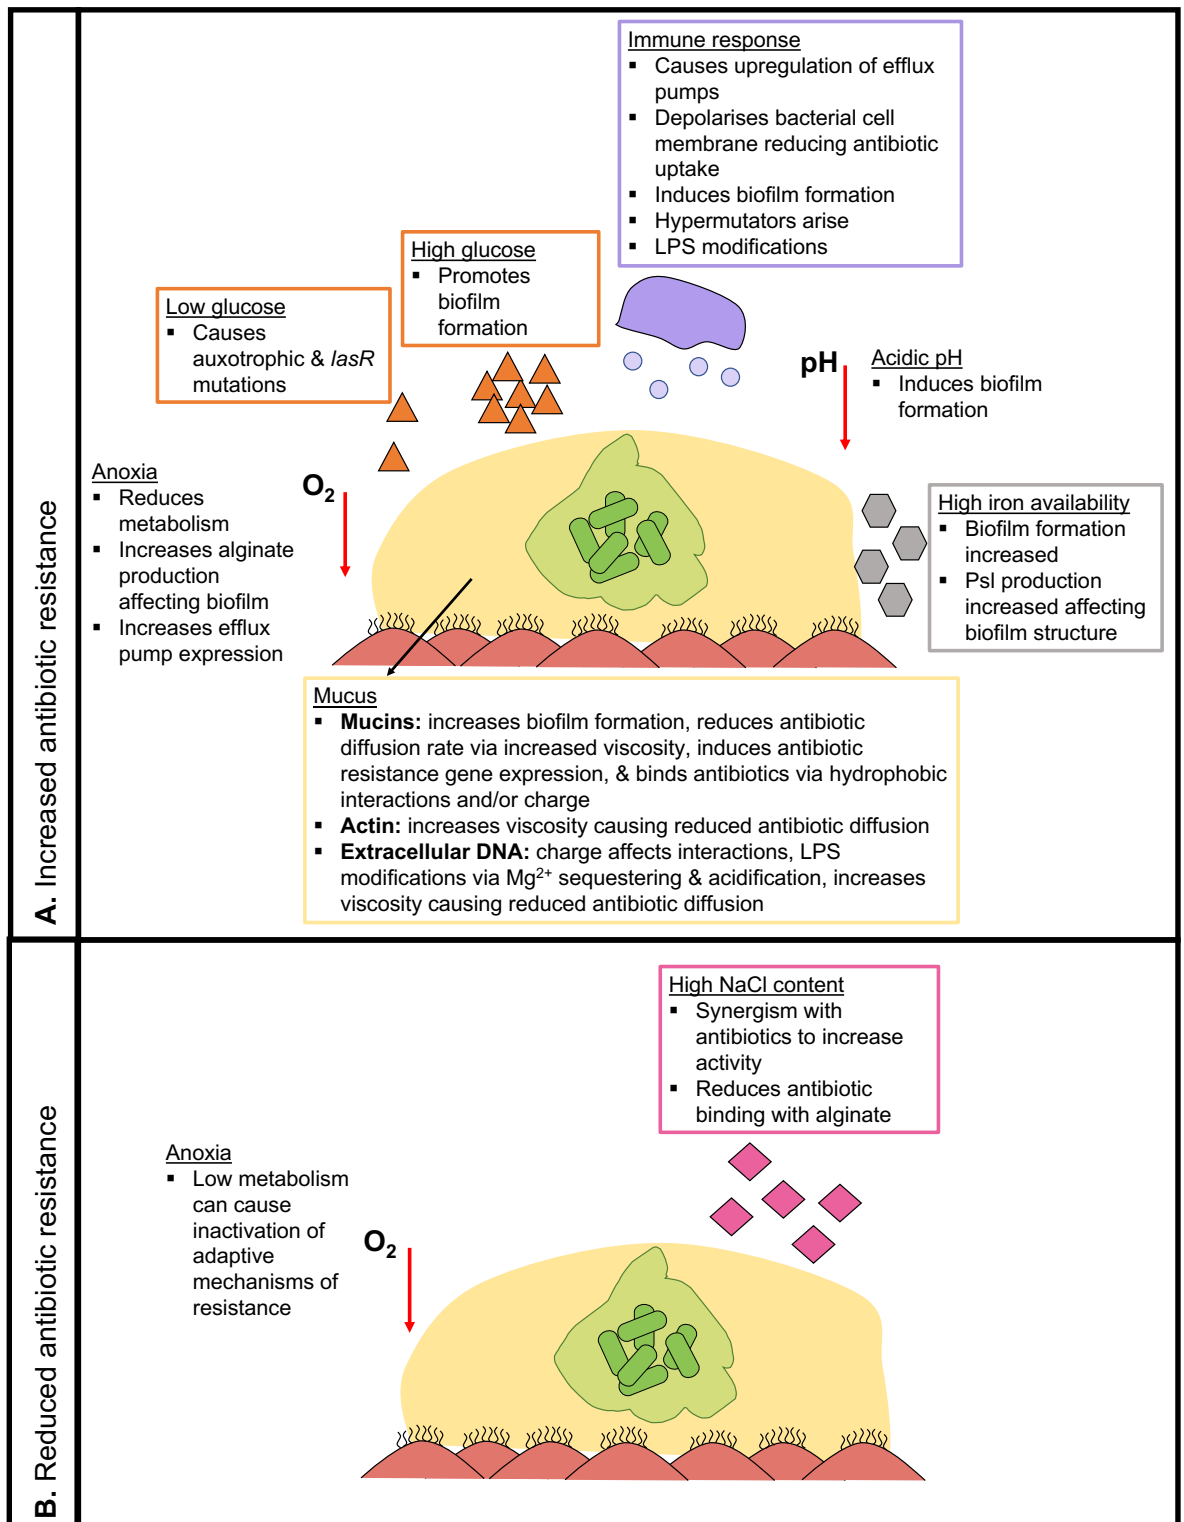 A. Increased antibiotic resistance
Immune response
▪ Causes upregulation of efflux
pumps
▪ Depolarises bacterial cell
membrane reducing antibiotic
uptake
▪ Induces biofilm formation
▪ Hypermutators arise
▪ LPS modifications
High glucose
▪ Promotes
biofilm
formation
Low glucose
▪ Causes
auxotrophic & lasR
mutations
pH
Acidic pH
▪ Induces biofilm
formation
Anoxia
▪ Reduces
metabolism
▪ Increases alginate
production
affecting biofilm
▪ Increases efflux
pump expression
O₂
High iron availability
▪ Biofilm formation
increased
▪ Psl production
increased affecting
biofilm structure
Mucus
▪ Mucins: increases biofilm formation, reduces antibiotic
diffusion rate via increased viscosity, induces antibiotic
resistance gene expression, & binds antibiotics via hydrophobic
interactions and/or charge
▪ Actin: increases viscosity causing reduced antibiotic diffusion
▪ Extracellular DNA: charge affects interactions, LPS
modifications via Mg²⁺ sequestering & acidification, increases
viscosity causing reduced antibiotic diffusion
B. Reduced antibiotic resistance
High NaCl content
▪ Synergism with
antibiotics to increase
activity
▪ Reduces antibiotic
binding with alginate
Anoxia
▪ Low metabolism
can cause
inactivation of
adaptive
mechanisms of
resistance
O₂